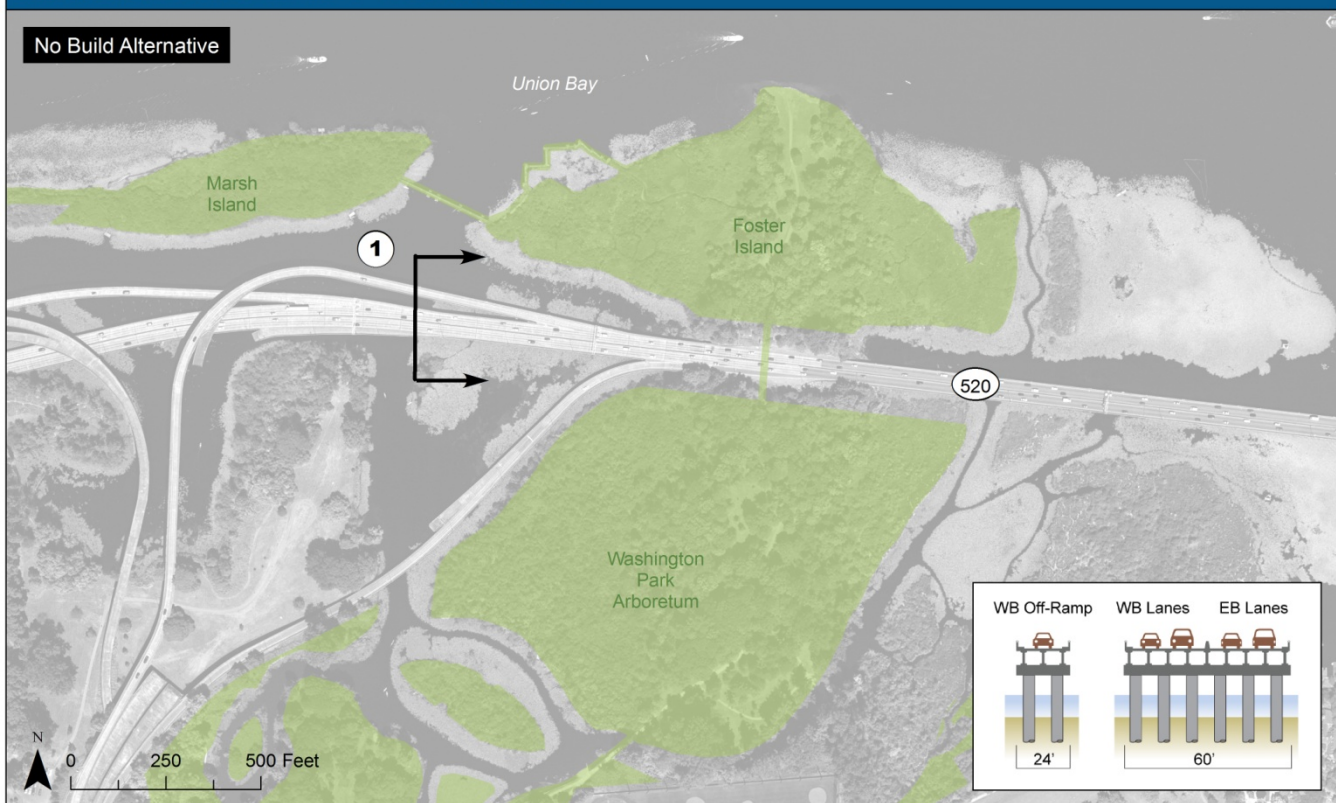 No Build Alternative
Union Bay
Marsh
Island
Foster
Island
1
520
Washington
Park
Arboretum
WB Off-Ramp WB Lanes EB Lanes
24' 60'
N
0 250 500 Feet